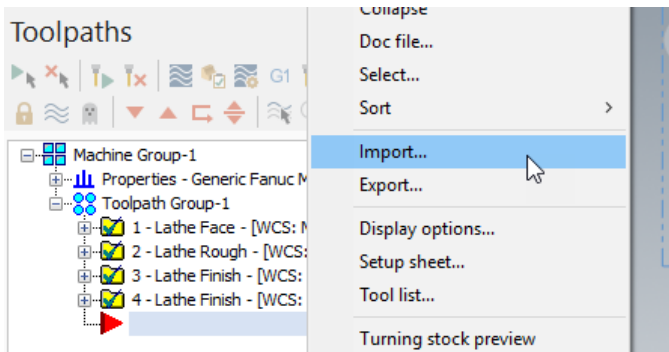 Toolpaths
G1
Machine Group-1
Properties - Generic Fanuc M
Toolpath Group-1
1 - Lathe Face - [WCS: M
2 - Lathe Rough - [WCS:
3 - Lathe Finish - [WCS:
4 - Lathe Finish - [WCS:
Collapse
Doc file...
Select...
Sort
Import...
Export...
Display options...
Setup sheet...
Tool list...
Turning stock preview